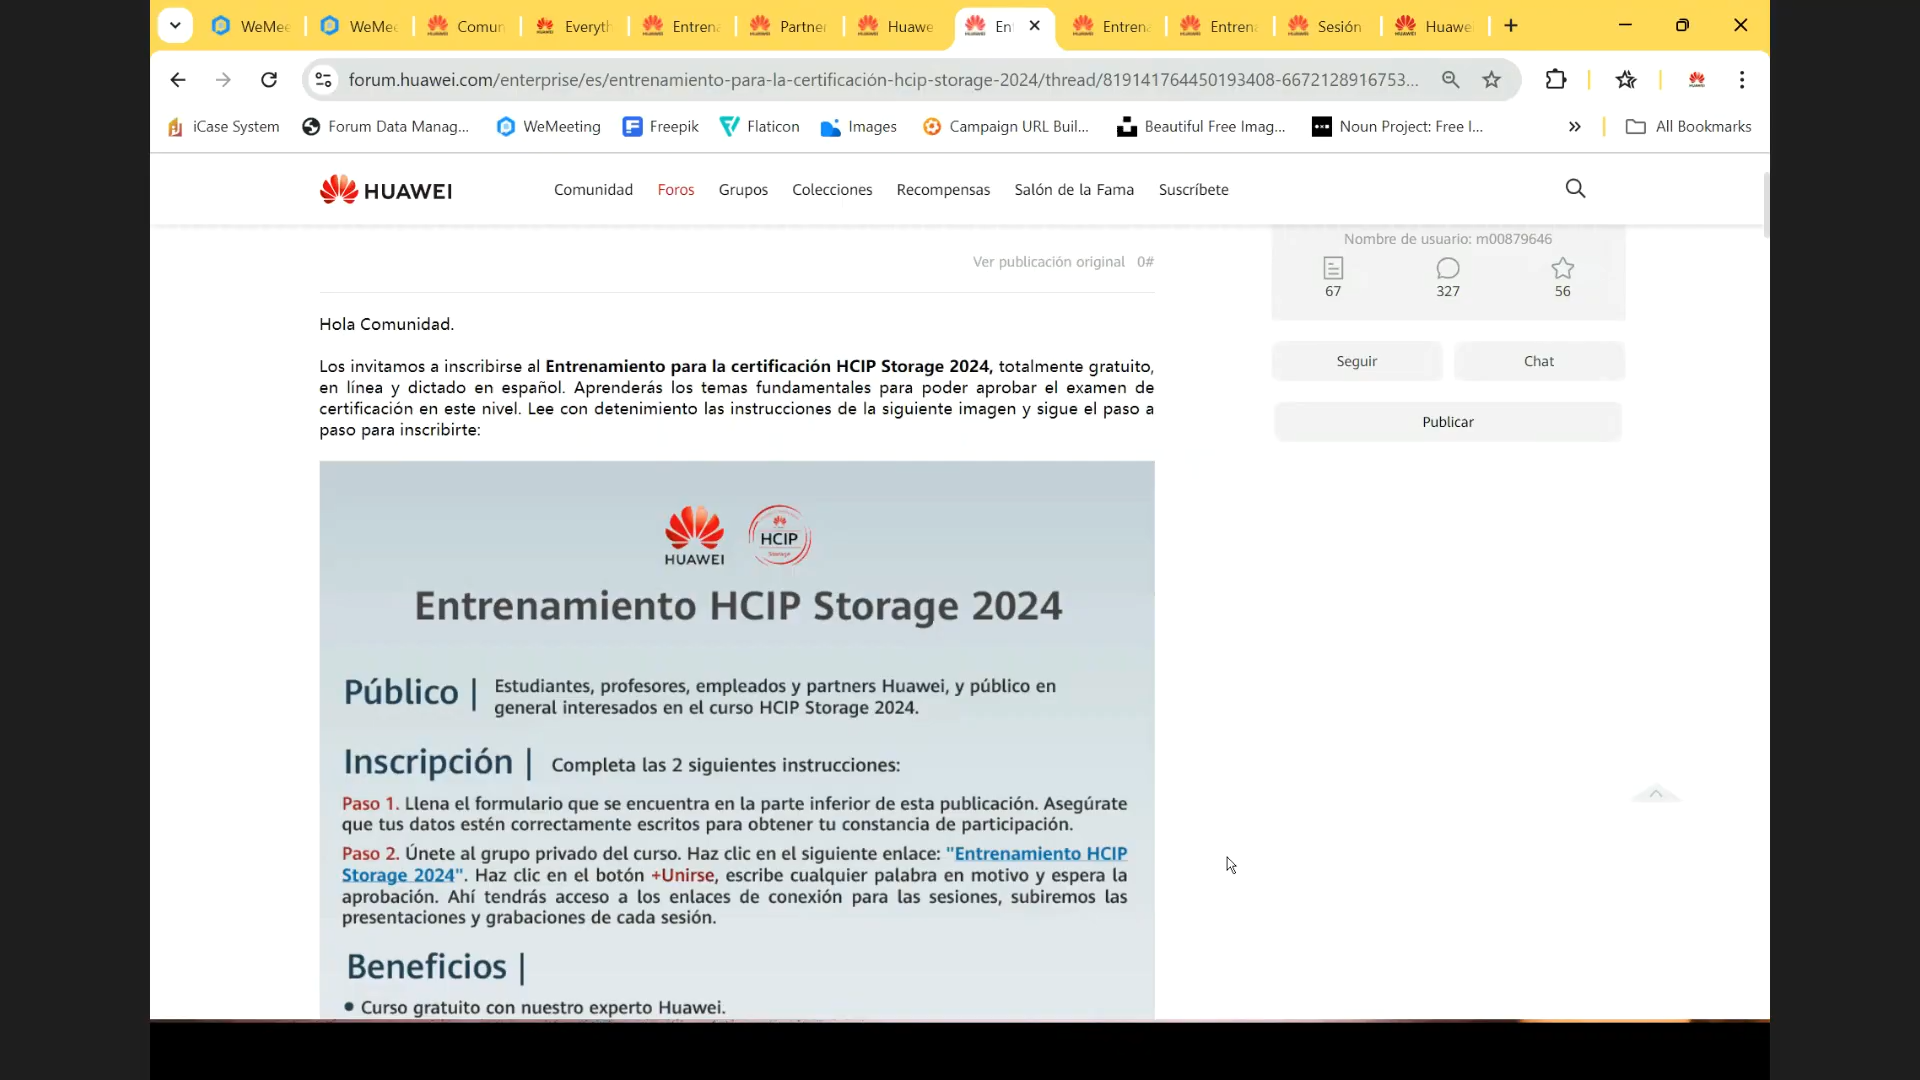 WeMee
WeMee
Comun
Everyth
Entrena
Partner
Huawe
En
Entrena
Entrena
Sesión
Huawe
forum.huawei.com/enterprise/es/entrenamiento-para-la-certificación-hcip-storage-2024/thread/819141764450193408-6672128916753...
iCase System
Forum Data Manag...
WeMeeting
Freepik
Flaticon
Images
Campaign URL Buil...
Beautiful Free Imag...
Noun Project: Free I...
All Bookmarks
HUAWEI
Comunidad
Foros
Grupos
Colecciones
Recompensas
Salón de la Fama
Suscríbete
Nombre de usuario: m00879646
67
327
56
Seguir
Chat
Publicar
Ver publicación original 0#
Hola Comunidad.
Los invitamos a inscribirse al Entrenamiento para la certificación HCIP Storage 2024, totalmente gratuito,
en línea y dictado en español. Aprenderás los temas fundamentales para poder aprobar el examen de
certificación en este nivel. Lee con detenimiento las instrucciones de la siguiente imagen y sigue el paso a
paso para inscribirte:
HUAWEI
HCIP
Storage
Entrenamiento HCIP Storage 2024
Público |
Estudiantes, profesores, empleados y partners Huawei, y público en
general interesados en el curso HCIP Storage 2024.
Inscripción |
Completa las 2 siguientes instrucciones:
Paso 1. Llena el formulario que se encuentra en la parte inferior de esta publicación. Asegúrate
que tus datos estén correctamente escritos para obtener tu constancia de participación.
Paso 2. Únete al grupo privado del curso. Haz clic en el siguiente enlace: "Entrenamiento HCIP
Storage 2024". Haz clic en el botón +Unirse, escribe cualquier palabra en motivo y espera la
aprobación. Ahí tendrás acceso a los enlaces de conexión para las sesiones, subiremos las
presentaciones y grabaciones de cada sesión.
Beneficios |
• Curso gratuito con nuestro experto Huawei.